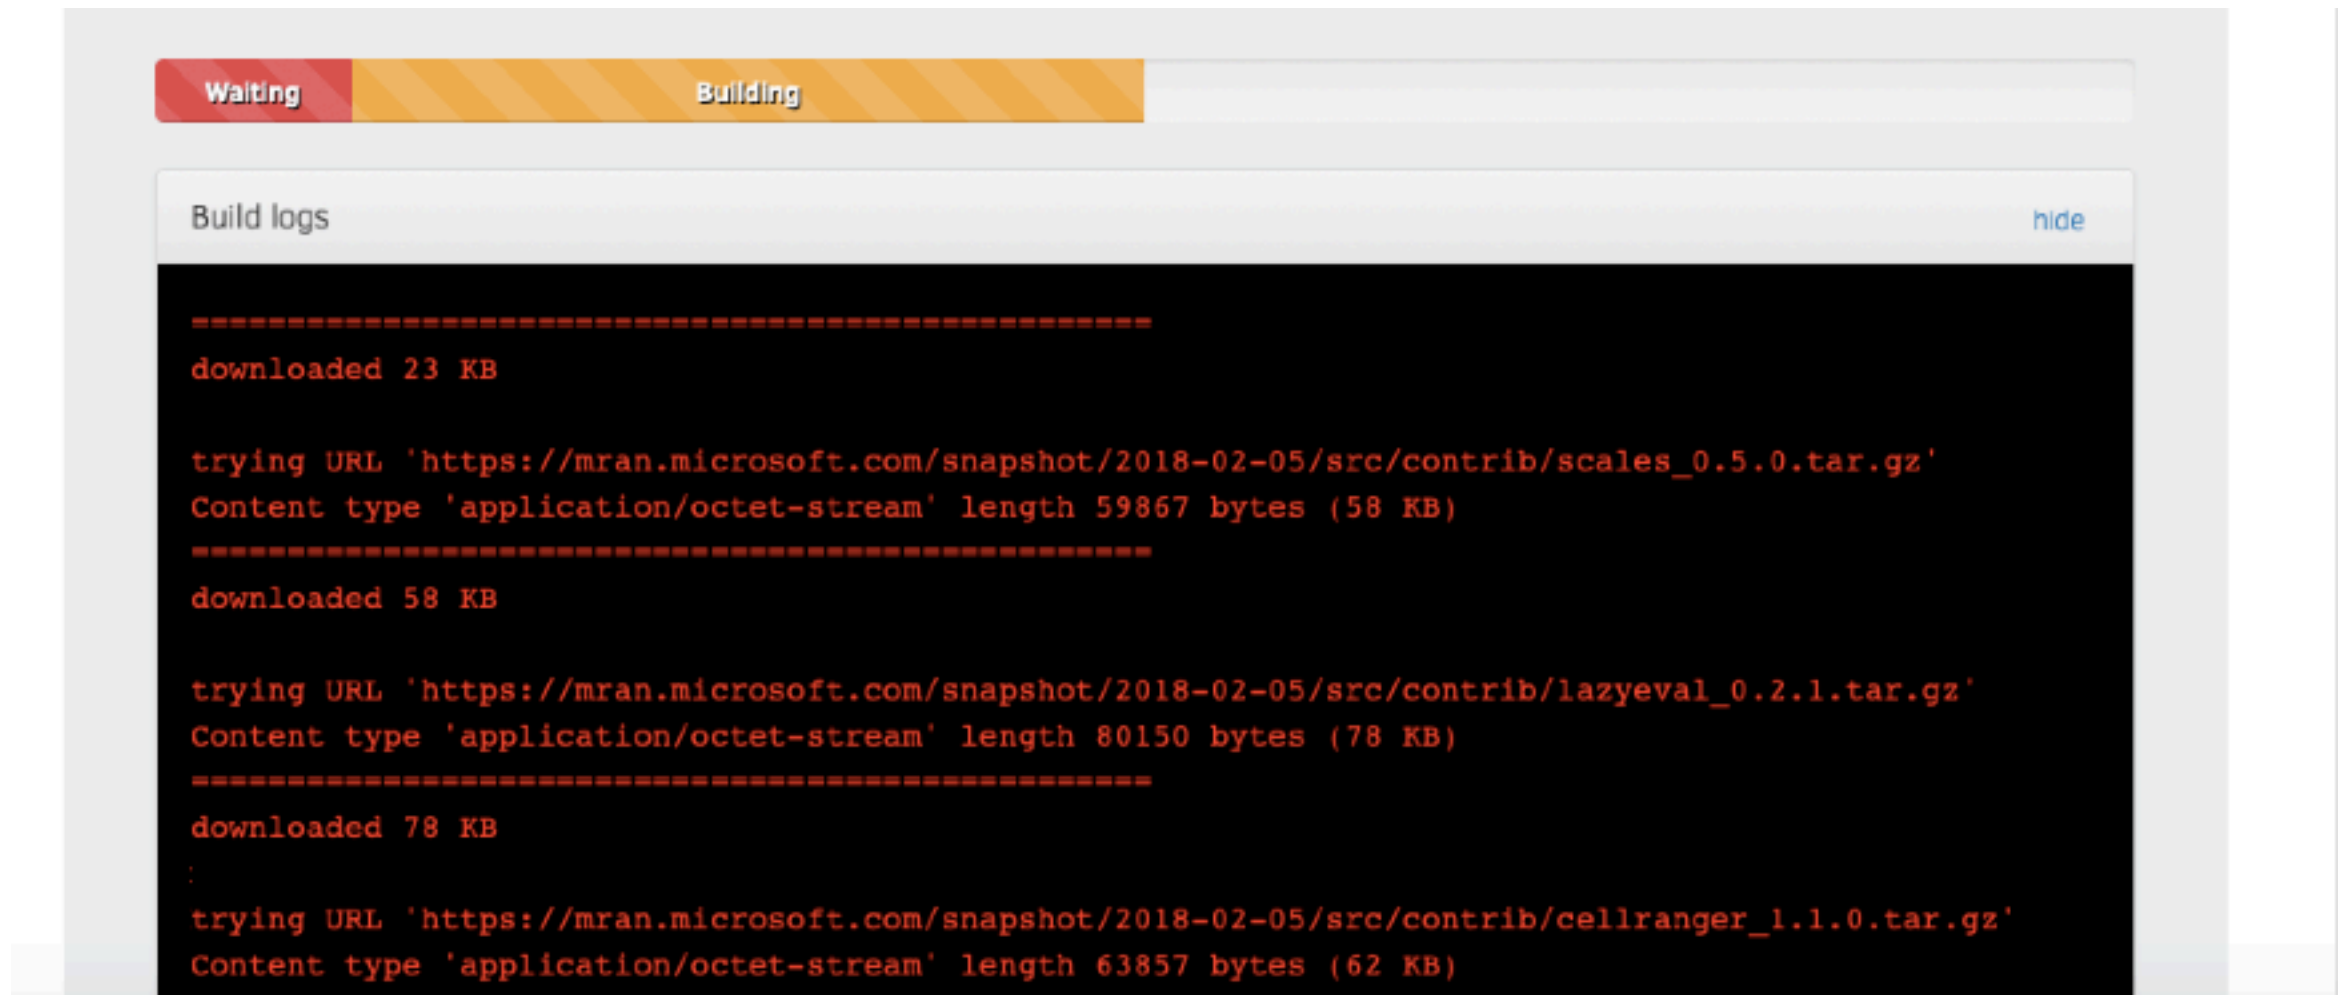 Waiting
Building
Build logs
hide
==================================================
downloaded 23 KB
trying URL 'https://mran.microsoft.com/snapshot/2018-02-05/src/contrib/scales_0.5.0.tar.gz'
Content type 'application/octet-stream' length 59867 bytes (58 KB)
==================================================
downloaded 58 KB
trying URL 'https://mran.microsoft.com/snapshot/2018-02-05/src/contrib/lazyeval_0.2.1.tar.gz'
Content type 'application/octet-stream' length 80150 bytes (78 KB)
==================================================
downloaded 78 KB
:
trying URL 'https://mran.microsoft.com/snapshot/2018-02-05/src/contrib/cellranger_1.1.0.tar.gz'
Content type 'application/octet-stream' length 63857 bytes (62 KB)